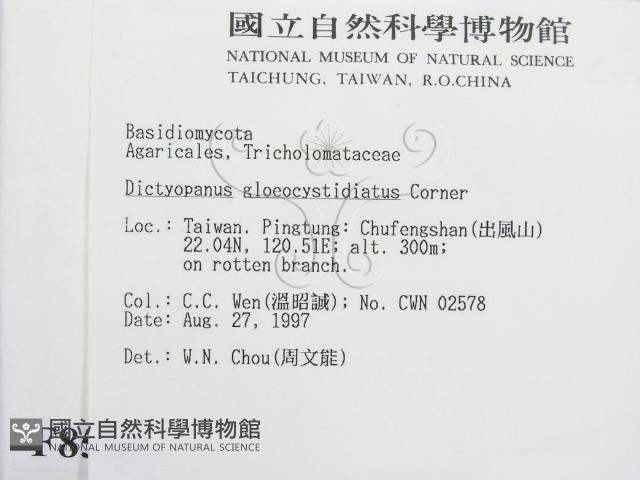 國立自然科學博物館
NATIONAL MUSEUM OF NATURAL SCIENCE
TAICHUNG, TAIWAN, R.O.CHINA
Basidiomycota
Agaricales, Tricholomataceae
Dictyopanus gloeocystidiatus Corner
Loc.: Taiwan. Pingtung: Chufengshan(出風山)
22.04N, 120.51E; alt. 300m;
on rotten branch.
Col.: C.C. Wen(溫昭誠); No. CWN 02578
Date: Aug. 27, 1997
Det.: W.N. Chou(周文能)
國立自然科學博物館
NATIONAL MUSEUM OF NATURAL SCIENCE